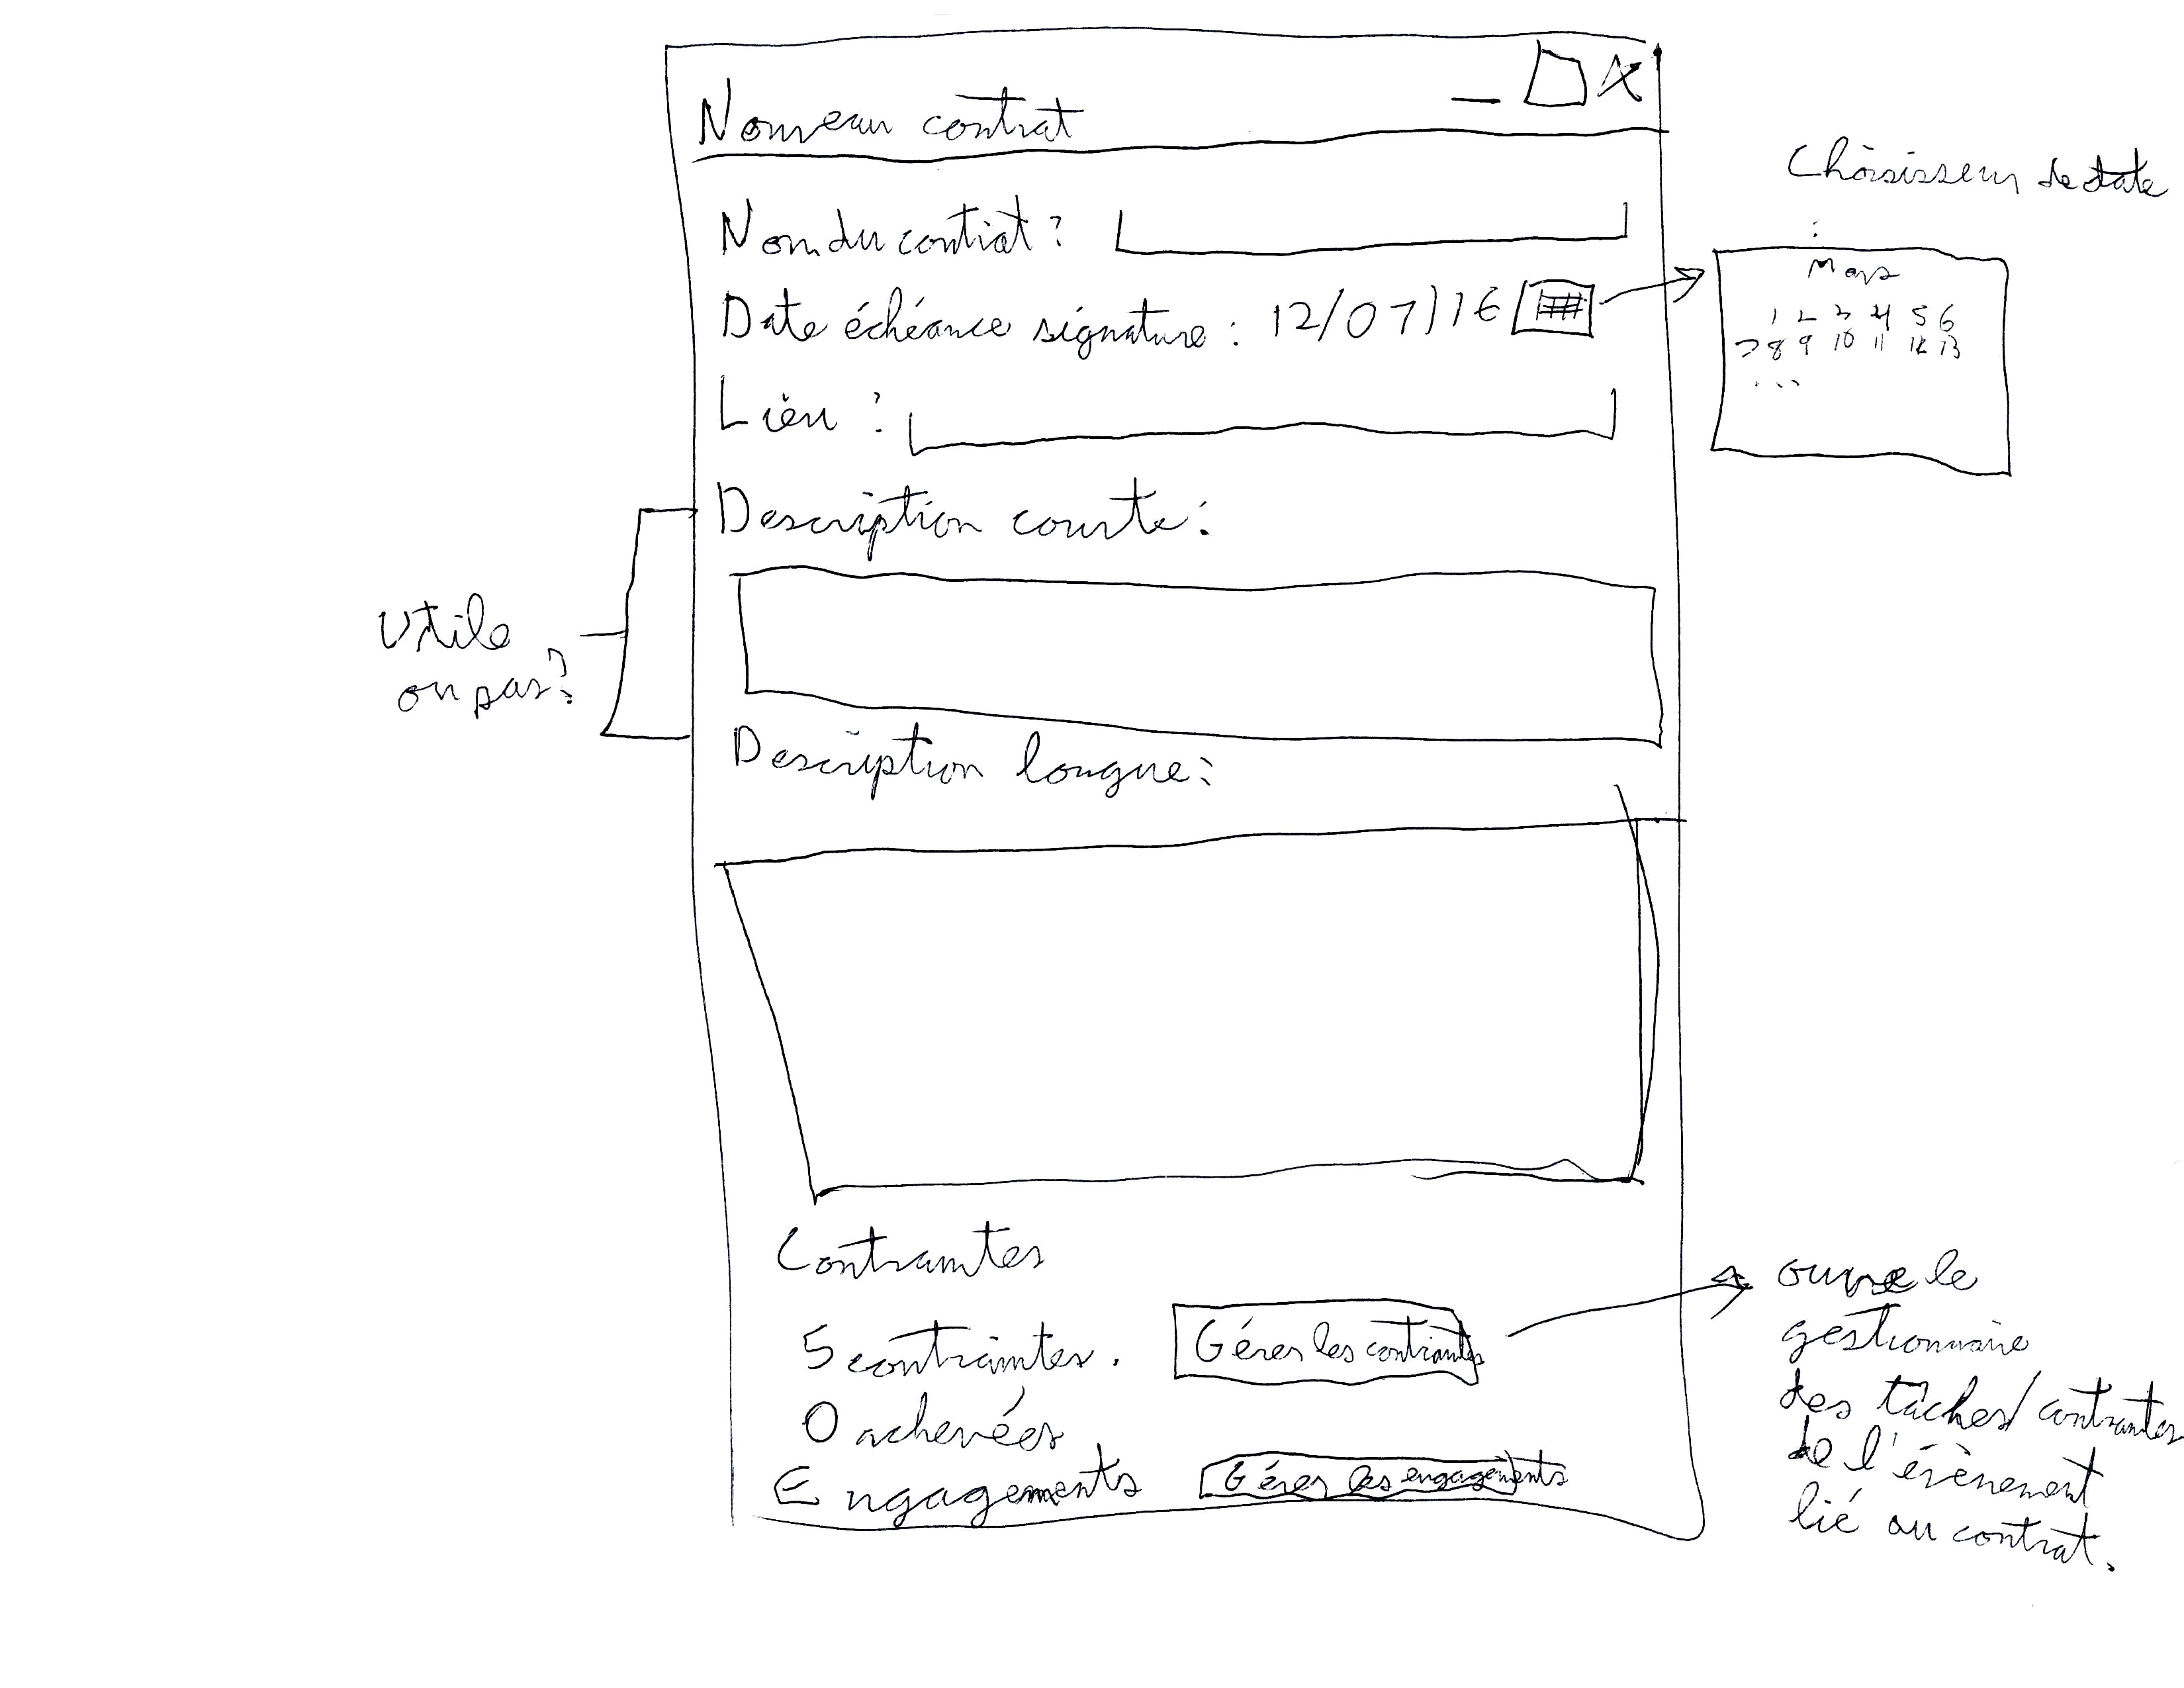 Nouveau contrat
Choisisseur de date
:
Nom du contrat :
Mars
Date échéance signature : 12/07/16
1 2 3 4 5 6
7 8 9 10 11 12 13
...
Lieu :
Description courte :
Utile
ou pas ?
Description longue :
Contraintes
5 contraintes.
Gérer les contraintes
ouvre le
gestionnaire
des tâches/contraintes
de l'évènement
lié au contrat.
0 achevées
Engagements
Gérer les engagements